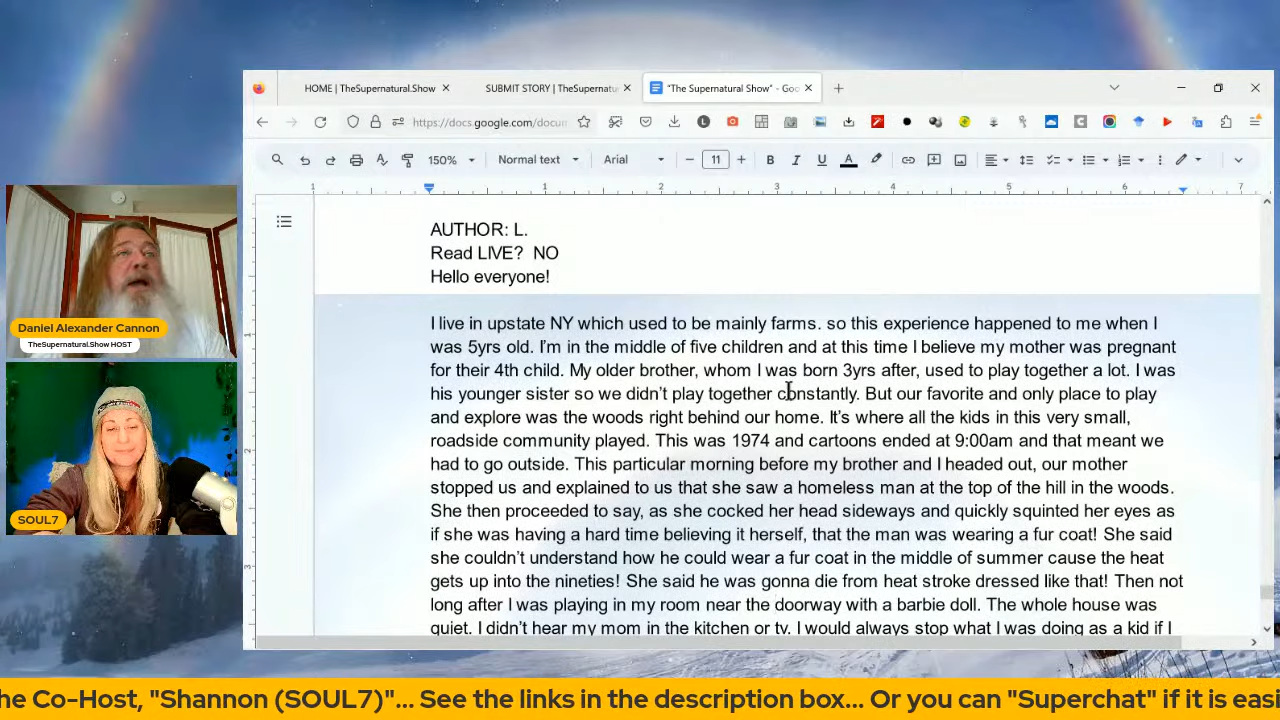 HOME | TheSupernatural.Show
SUBMIT STORY | TheSupernatu
"The Supernatural Show" - Goo
https://docs.google.com/docum
150%
Normal text
Arial
11
1 1 2 3 4 5 6 7
AUTHOR: L.
Read LIVE? NO
Hello everyone!
I live in upstate NY which used to be mainly farms. so this experience happened to me when I
was 5yrs old. I'm in the middle of five children and at this time I believe my mother was pregnant
for their 4th child. My older brother, whom I was born 3yrs after, used to play together a lot. I was
his younger sister so we didn't play together constantly. But our favorite and only place to play
and explore was the woods right behind our home. It's where all the kids in this very small,
roadside community played. This was 1974 and cartoons ended at 9:00am and that meant we
had to go outside. This particular morning before my brother and I headed out, our mother
stopped us and explained to us that she saw a homeless man at the top of the hill in the woods.
She then proceeded to say, as she cocked her head sideways and quickly squinted her eyes as
if she was having a hard time believing it herself, that the man was wearing a fur coat! She said
she couldn't understand how he could wear a fur coat in the middle of summer cause the heat
gets up into the nineties! She said he was gonna die from heat stroke dressed like that! Then not
long after I was playing in my room near the doorway with a barbie doll. The whole house was
quiet. I didn't hear my mom in the kitchen or tv. I would always stop what I was doing as a kid if I
Daniel Alexander Cannon
TheSupernatural.Show HOST
SOUL7
he Co-Host, "Shannon (SOUL7)"... See the links in the description box... Or you can "Superchat" if it is easi